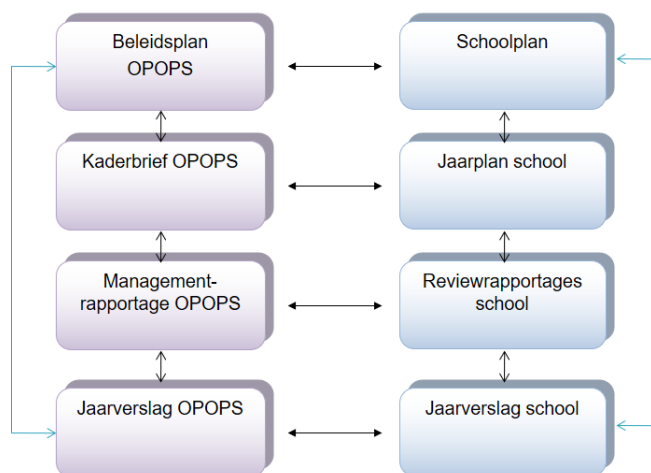 Beleidsplan
OPOPS
Schoolplan
Kaderbrief OPOPS
Jaarplan school
Management-
rapportage OPOPS
Reviewrapportages
school
Jaarverslag OPOPS
Jaarverslag school